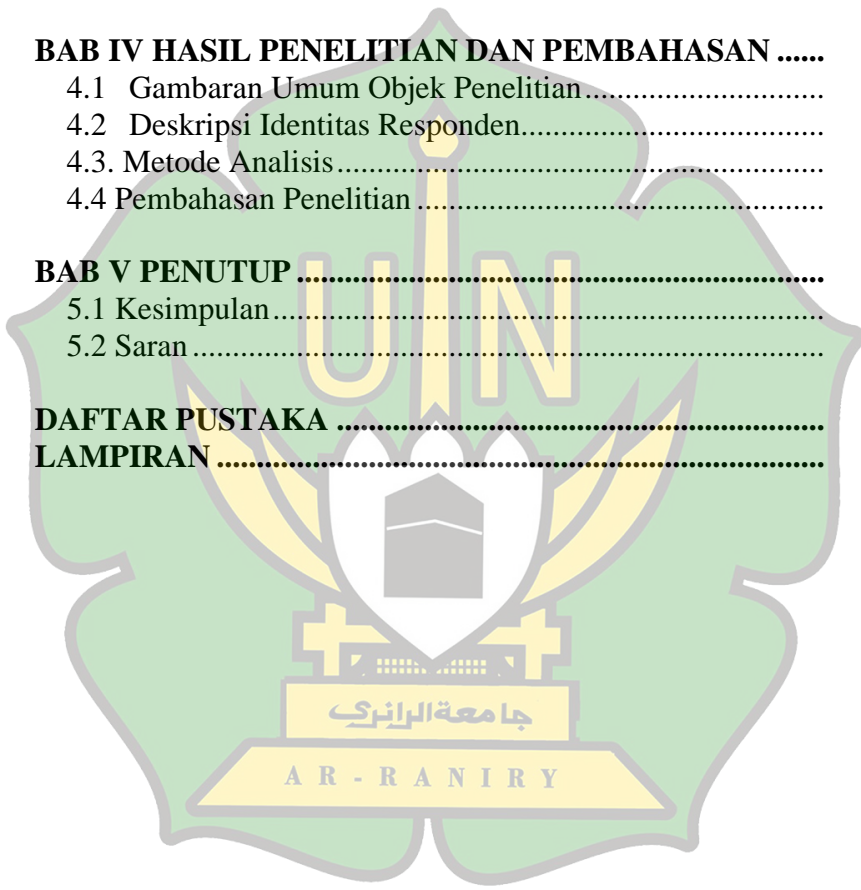 BAB IV HASIL PENELITIAN DAN PEMBAHASAN ......
4.1 Gambaran Umum Objek Penelitian..............................
4.2 Deskripsi Identitas Responden......................................
4.3. Metode Analisis.............................................................
4.4 Pembahasan Penelitian ...................................................
BAB V PENUTUP ..................................................................
5.1 Kesimpulan.....................................................................
5.2 Saran ...............................................................................
DAFTAR PUSTAKA .............................................................
LAMPIRAN ............................................................................
UIN
جامعة الرانري
AR-RANIRY